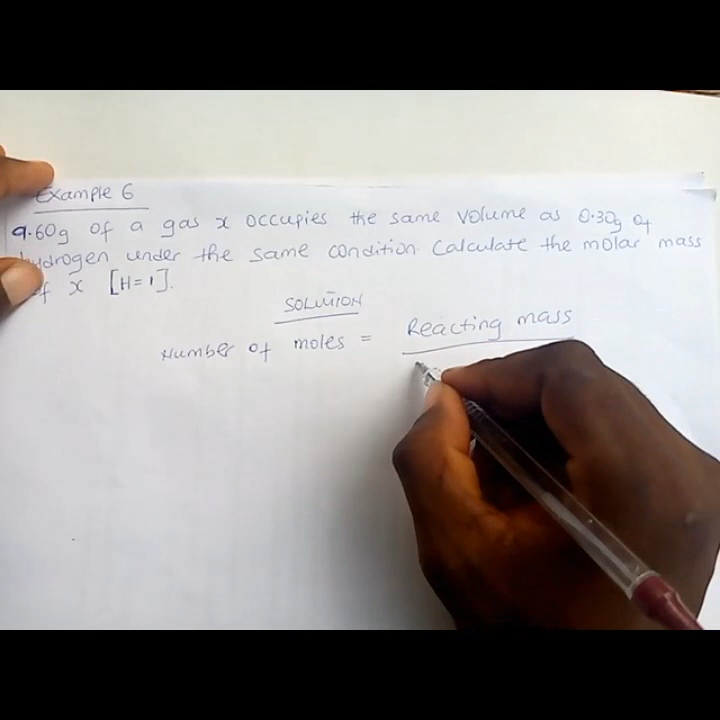 Example 6
9.60g of a gas x occupies the same volume as 0.30g of
hydrogen under the same condition. Calculate the molar mass
of x [H=1].
SOLUTION
Number of moles = Reacting mass